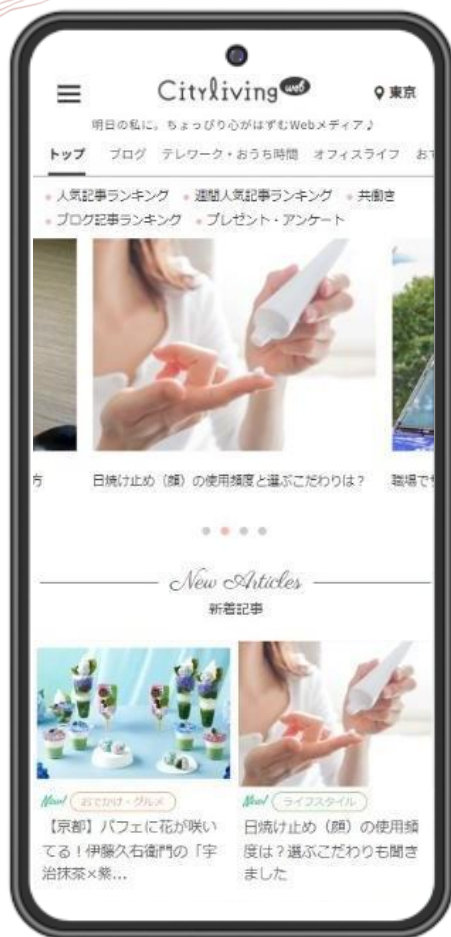 Cityliving web
東京
明日の私に。ちょっぴり心がはずむWebメディア♪
トップ ブログ テレワーク・おうち時間 オフィスライフ お
人気記事ランキング 週間人気記事ランキング 共働き
ブログ記事ランキング プレゼント・アンケート
方 日焼け止め（顔）の使用頻度と選ぶこだわりは？ 職場で
New Articles
新着記事
New! おでかけ・グルメ
【京都】パフェに花が咲い
てる！伊藤久右衛門の「宇
治抹茶×紫...
New! ライフスタイル
日焼け止め（顔）の使用頻
度は？選ぶこだわりも聞き
ました